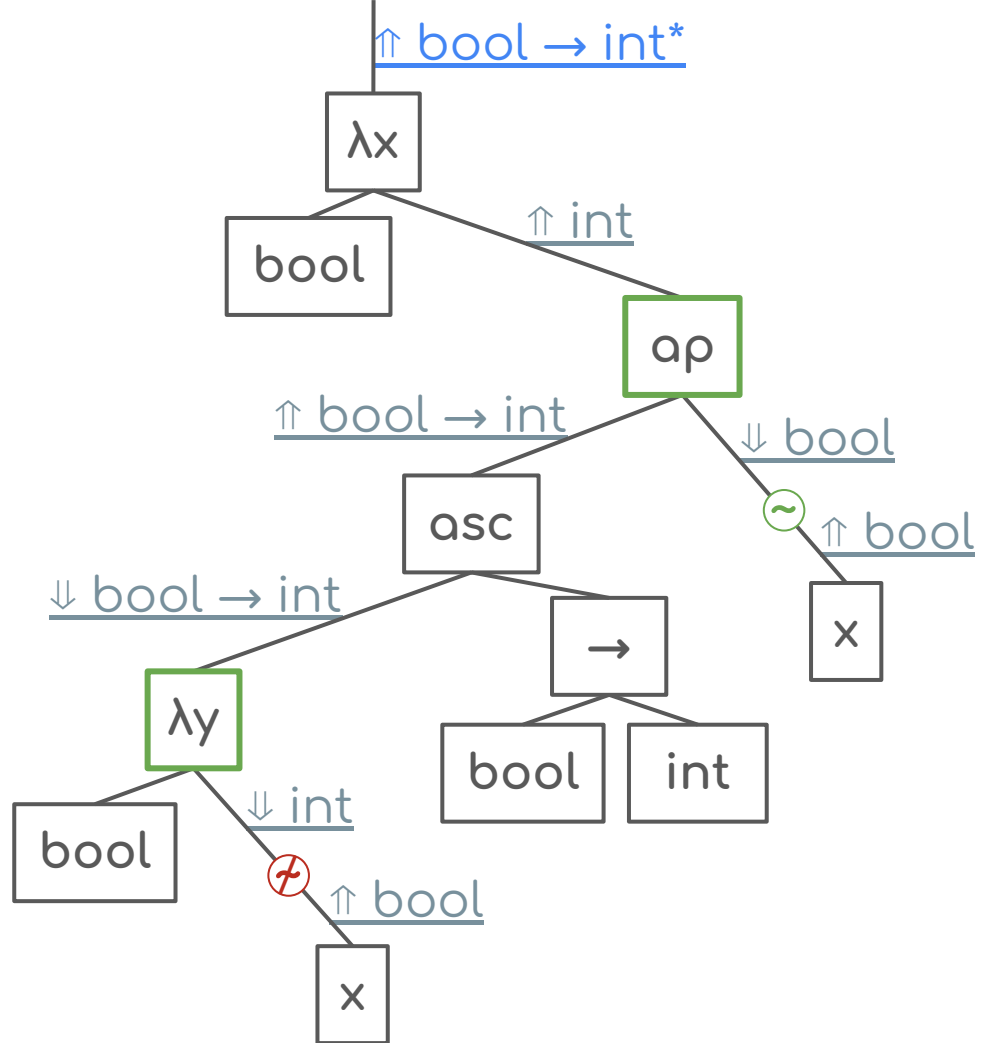 ⇑ bool → int*
λx
⇑ int
bool
ap
⇑ bool → int
⇓ bool
~
asc
⇑ bool
⇓ bool → int
x
→
λy
bool
int
⇓ int
bool
≁
⇑ bool
x